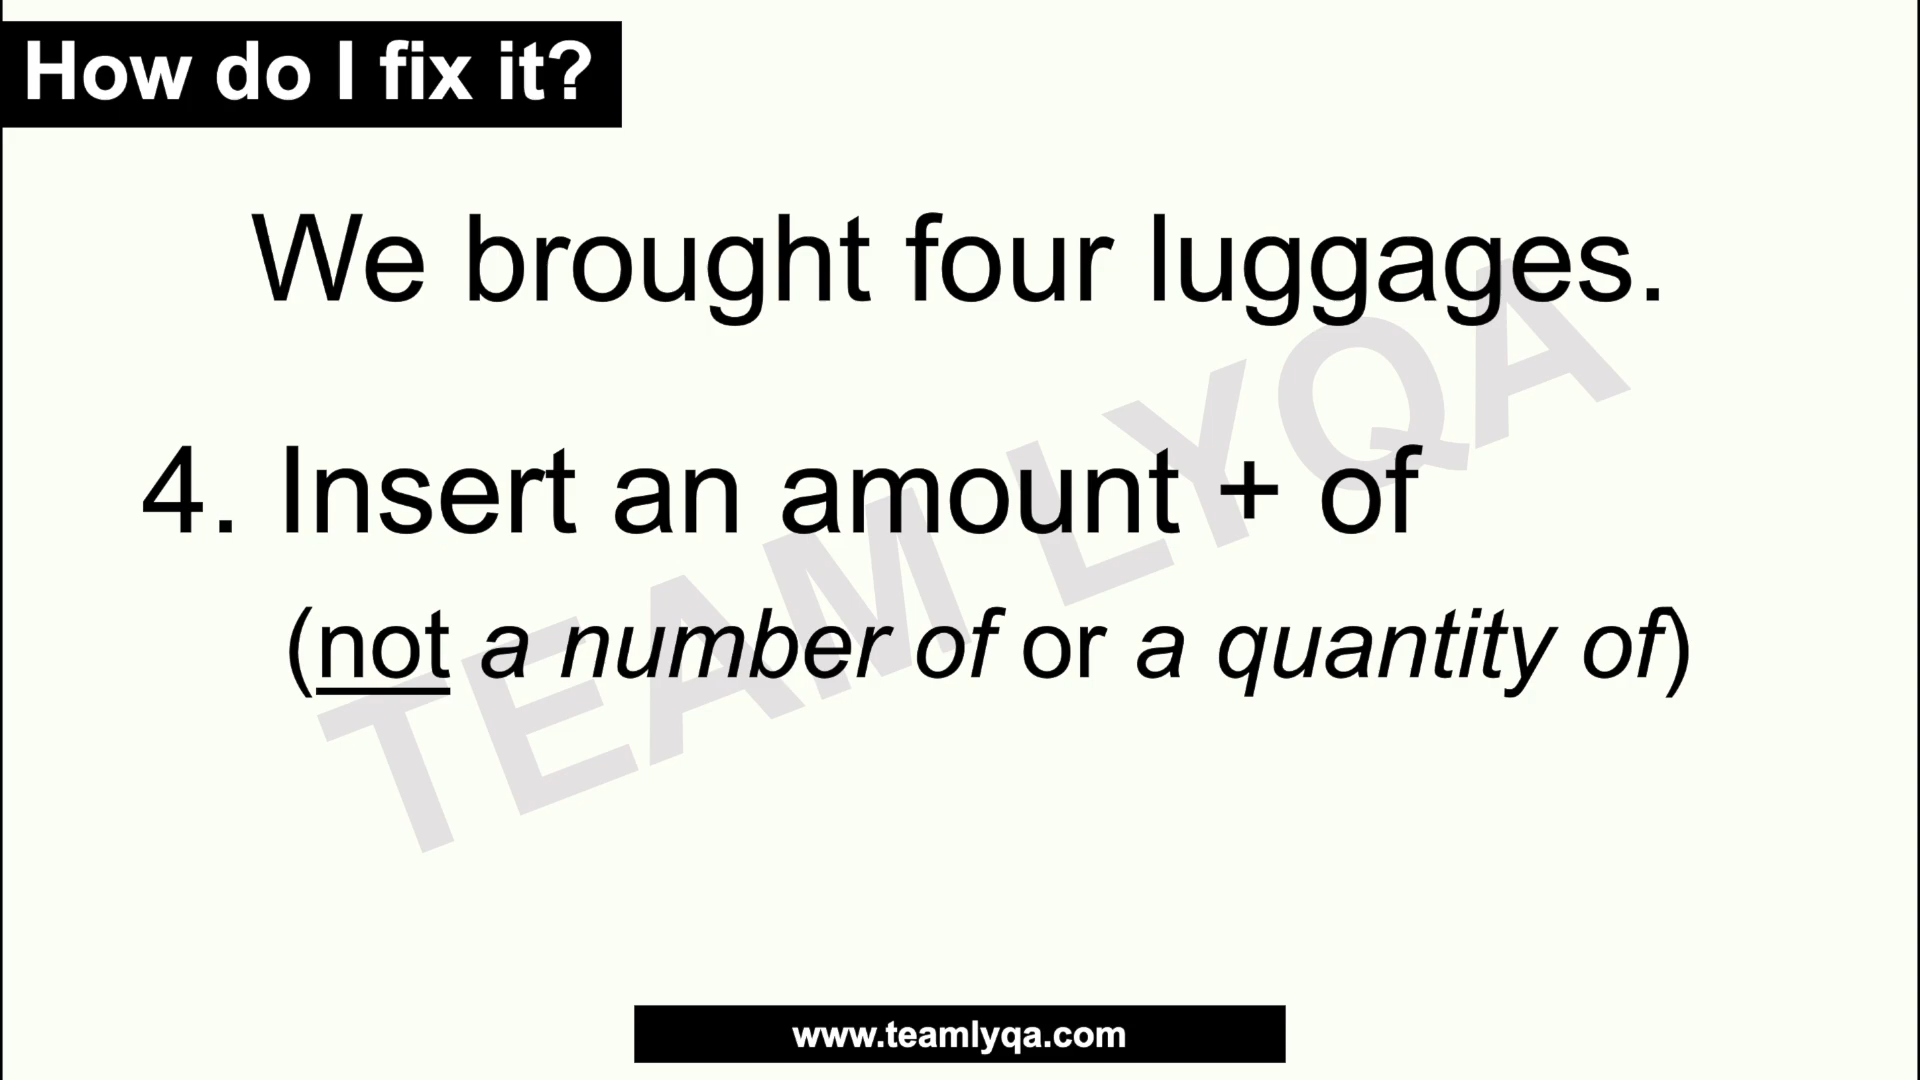 How do I fix it?
We brought four luggages.
4. Insert an amount + of
(not a number of or a quantity of)
TEAM LYQA
www.teamlyqa.com